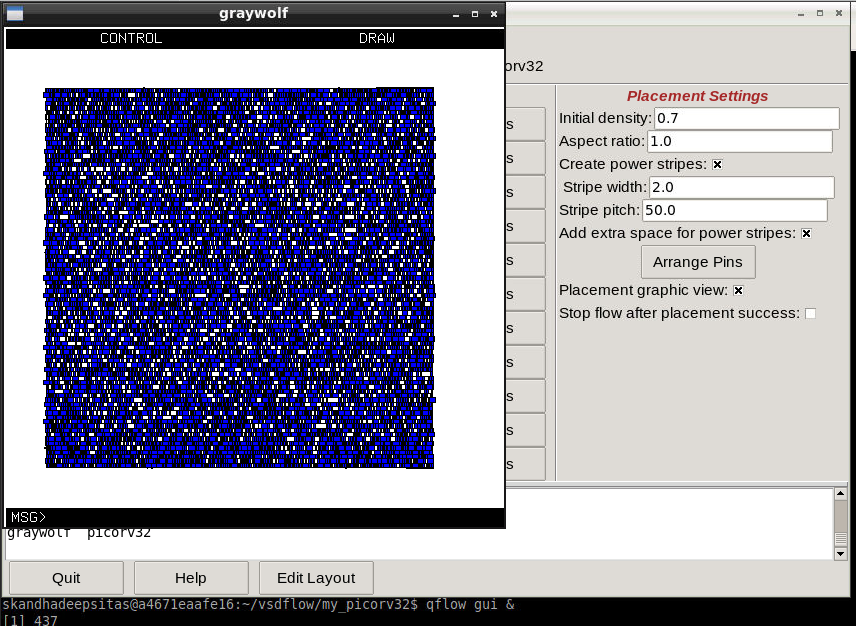 graywolf
CONTROL DRAW
orv32
Placement Settings
Initial density: 0.7
Aspect ratio: 1.0
Create power stripes:
Stripe width: 2.0
Stripe pitch: 50.0
Add extra space for power stripes:
Arrange Pins
Placement graphic view:
Stop flow after placement success:
s
s
s
s
s
s
s
s
s
s
s
MSG>
graywolf picorv32
Quit Help Edit Layout
skandhadeepsitas@a4671eaafe16:~/vsdflow/my_picorv32$ qflow gui &
[1] 437